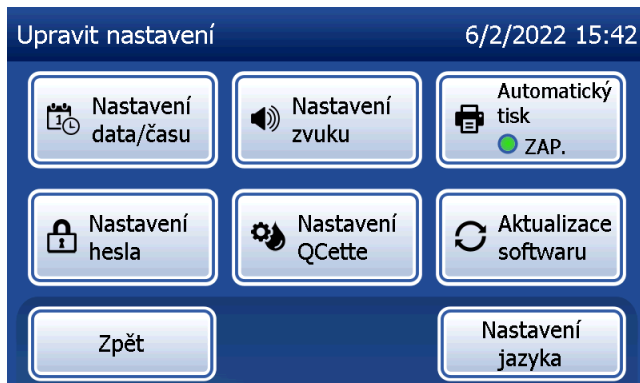 Upravit nastavení 6/2/2022 15:42
Nastavení
data/času
Nastavení
zvuku
Automatický
tisk
ZAP.
Nastavení
hesla
Nastavení
QCette
Aktualizace
softwaru
Zpět
Nastavení
jazyka